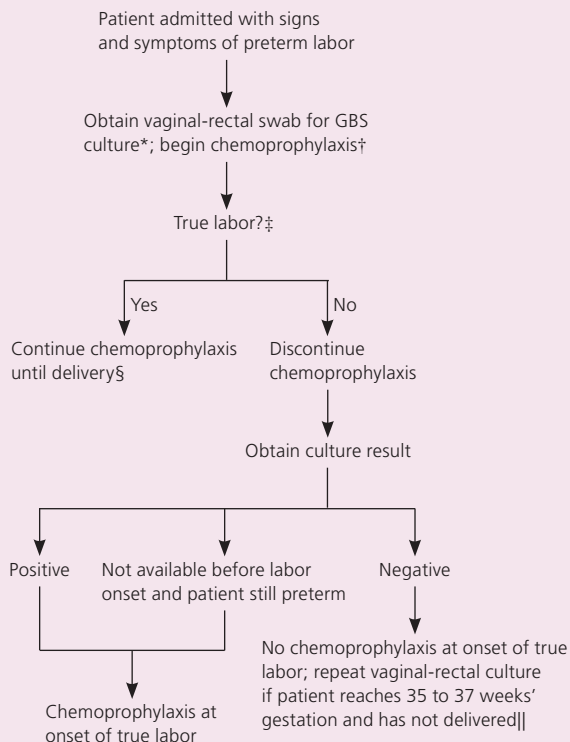 Patient admitted with signs
and symptoms of preterm labor
Obtain vaginal-rectal swab for GBS
culture*; begin chemoprophylaxis†
True labor?‡
Yes
No
Continue chemoprophylaxis
until delivery§
Discontinue
chemoprophylaxis
Obtain culture result
Positive
Not available before labor
onset and patient still preterm
Negative
Chemoprophylaxis at
onset of true labor
No chemoprophylaxis at onset of true
labor; repeat vaginal-rectal culture
if patient reaches 35 to 37 weeks’
gestation and has not delivered||